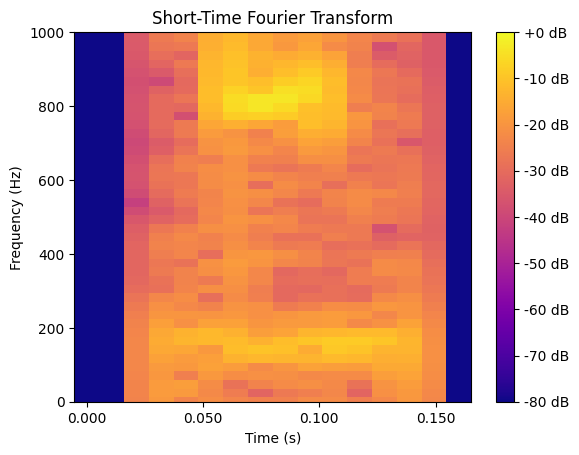 Short-Time Fourier Transform
Frequency (Hz)
1000
800
600
400
200
0
0.000 0.050 0.100 0.150
Time (s)
+0 dB
-10 dB
-20 dB
-30 dB
-40 dB
-50 dB
-60 dB
-70 dB
-80 dB